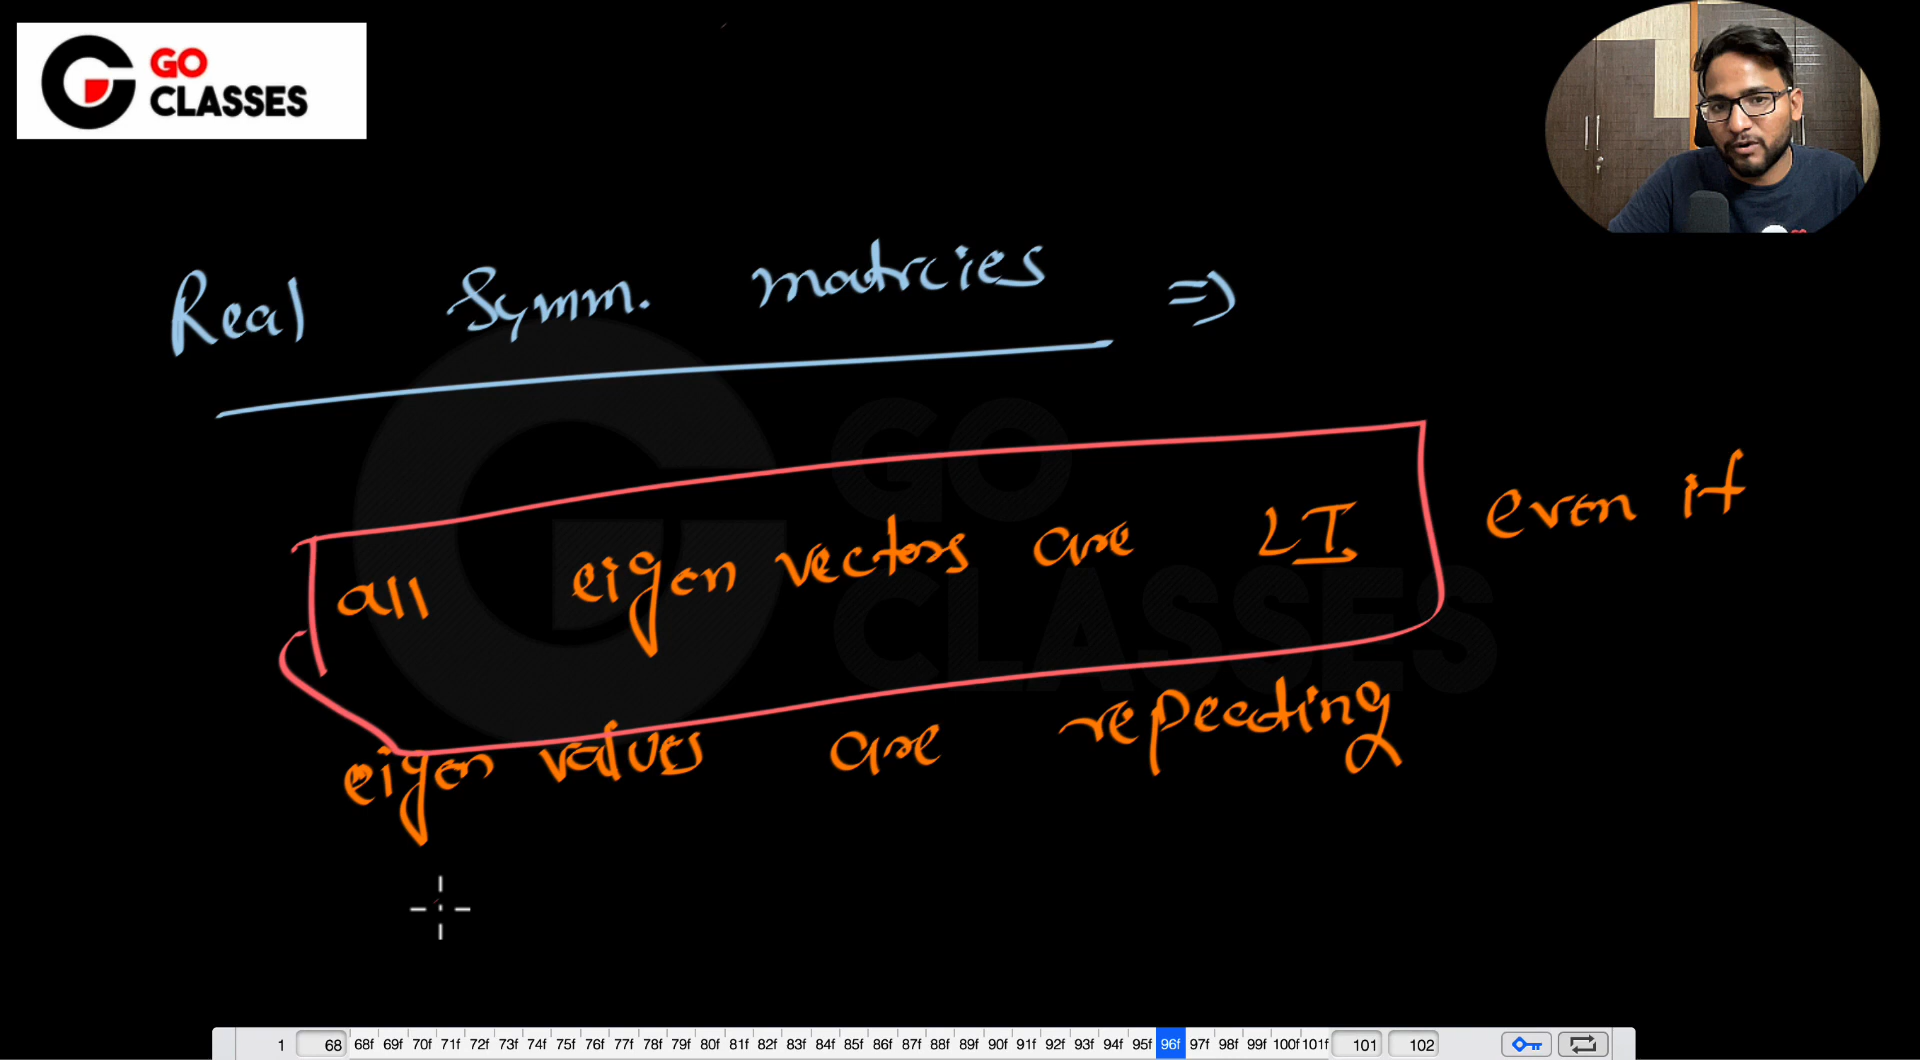 GO
CLASSES
Real Symm. matrcies =>
GO
CLASSES
all eigen vectors are LI even if
eigen values are repeating
1 68 68f 69f 70f 71f 72f 73f 74f 75f 76f 77f 78f 79f 80f 81f 82f 83f 84f 85f 86f 87f 88f 89f 90f 91f 92f 93f 94f 95f 96f 97f 98f 99f 100f 101f 101 102